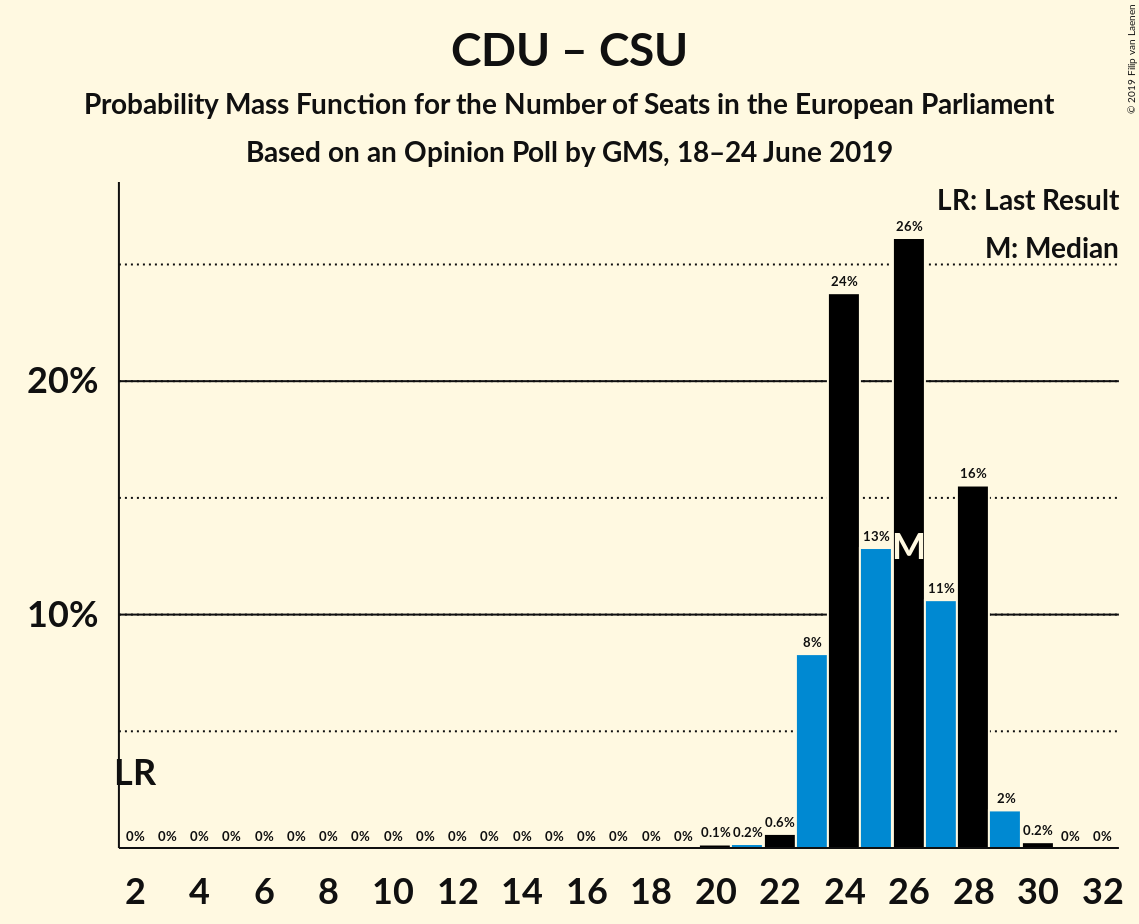 CDU – CSU
Probability Mass Function for the Number of Seats in the European Parliament
Based on an Opinion Poll by GMS, 18–24 June 2019
© 2019 Filip van Laenen
LR: Last Result
M: Median
26%
24%
20%
16%
13%
M
11%
10%
8%
LR
2%
0% 0% 0% 0% 0% 0% 0% 0% 0% 0% 0% 0% 0% 0% 0% 0% 0% 0% 0.1% 0.2% 0.6% 0.2% 0% 0%
2 4 6 8 10 12 14 16 18 20 22 24 26 28 30 32